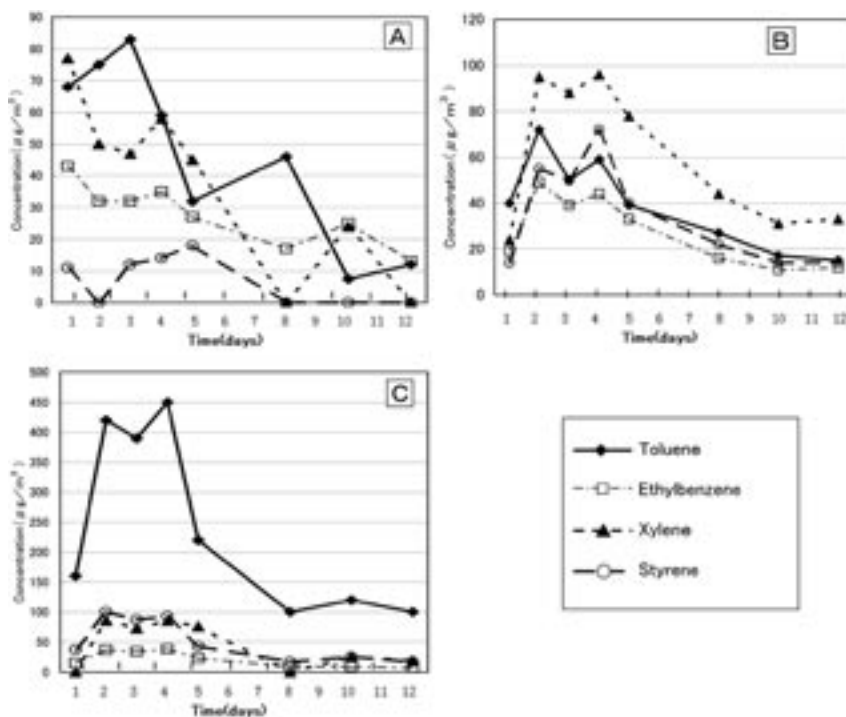 A
Concentration(μg/m³)
90
80
70
60
50
40
30
20
10
0
1 2 3 4 5 6 7 8 9 10 11 12
Time(days)
B
Concentration(μg/m³)
120
100
80
60
40
20
0
1 2 3 4 5 6 7 8 9 10 11 12
Time(days)
C
Concentration(μg/m³)
500
450
400
350
300
250
200
150
100
50
0
1 2 3 4 5 6 7 8 9 10 11 12
Time(days)
Toluene
Ethylbenzene
Xylene
Styrene